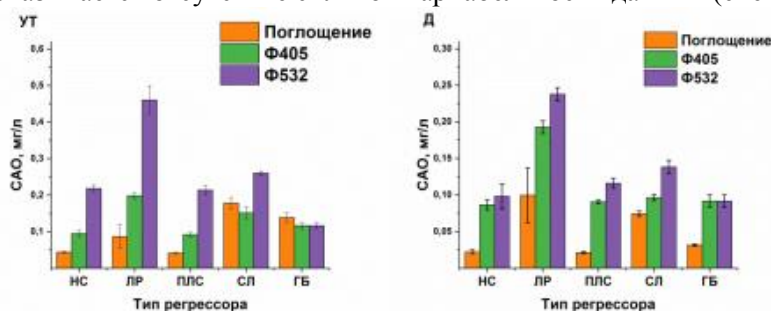 УТ
Поглощение
Ф405
Ф532
САО, мг/л
0,6
0,5
0,4
0,3
0,2
0,1
НС ЛР ПЛС СЛ ГБ
Тип регрессора
Д
Поглощение
Ф405
Ф532
САО, мг/л
0,30
0,25
0,20
0,15
0,10
0,05
НС ЛР ПЛС СЛ ГБ
Тип регрессора